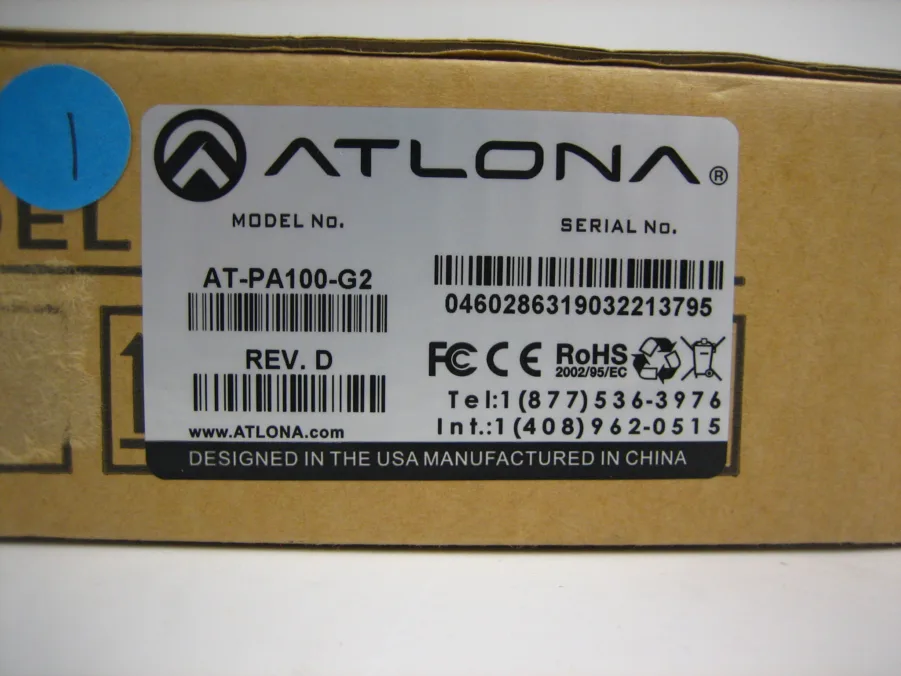 1
ATLONA®
MODEL No.
SERIAL No.
AT-PA100-G2
0460286319032213795
REV. D
FC CE RoHS
2002/95/EC
Tel:1(877)536-3976
www.ATLONA.com
Int.:1(408)962-0515
DESIGNED IN THE USA MANUFACTURED IN CHINA